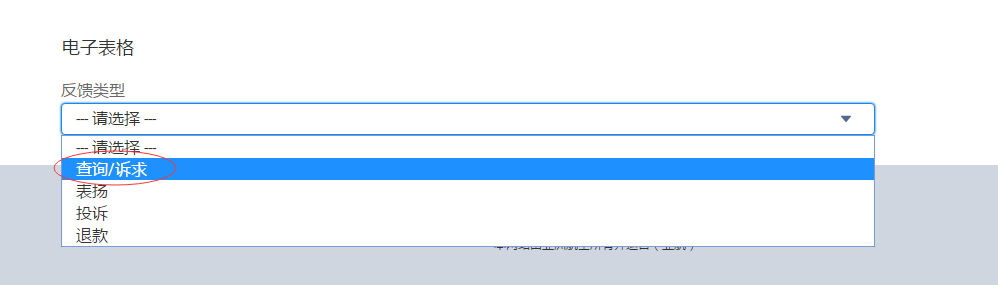 电子表格
反馈类型
--- 请选择 ---
--- 请选择 ---
查询/诉求
表扬
投诉
退款